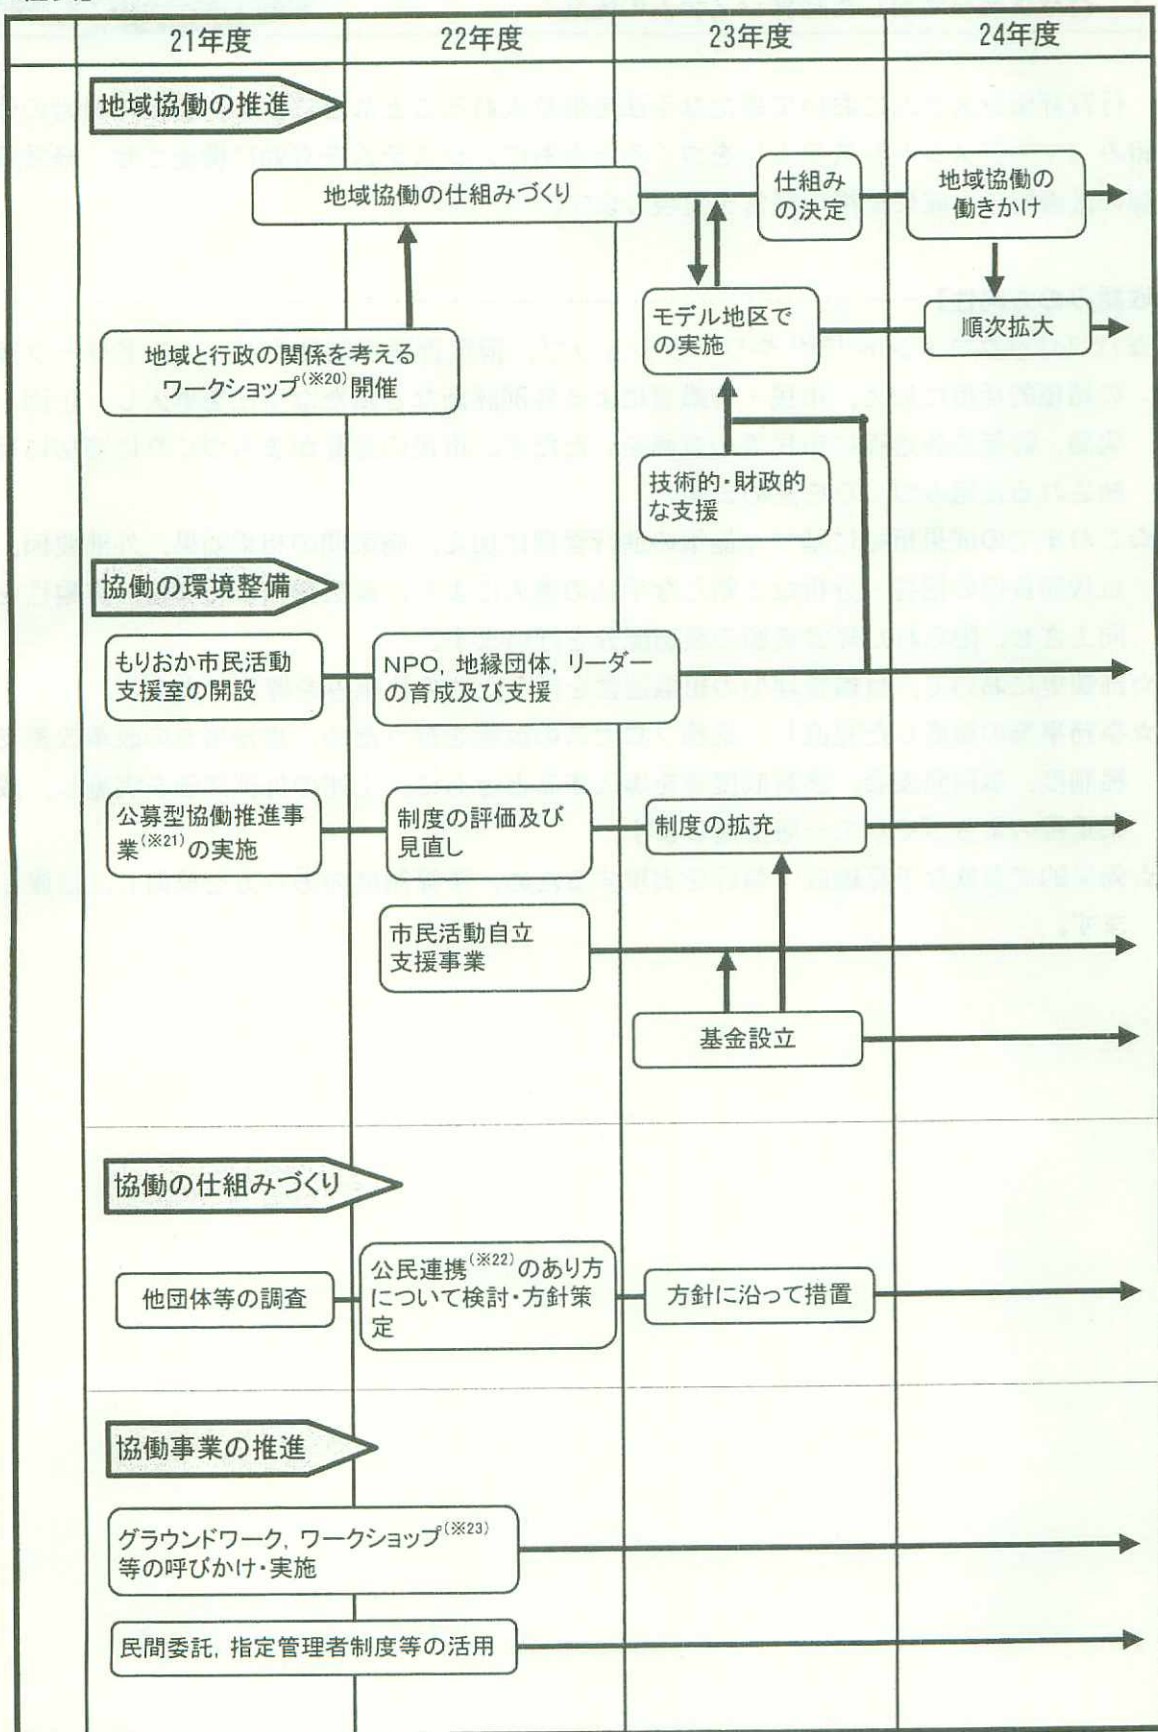 21年度
22年度
23年度
24年度
地域協働の推進
地域協働の仕組みづくり
仕組み
の決定
地域協働の
働きかけ
モデル地区で
の実施
順次拡大
地域と行政の関係を考える
ワークショップ(※20)開催
技術的・財政的
な支援
協働の環境整備
もりおか市民活動
支援室の開設
NPO, 地縁団体, リーダー
の育成及び支援
公募型協働推進事
業(※21)の実施
制度の評価及び
見直し
制度の拡充
市民活動自立
支援事業
基金設立
協働の仕組みづくり
他団体等の調査
公民連携(※22)のあり方
について検討・方針策
定
方針に沿って措置
協働事業の推進
グラウンドワーク, ワークショップ(※23)
等の呼びかけ・実施
民間委託, 指定管理者制度等の活用